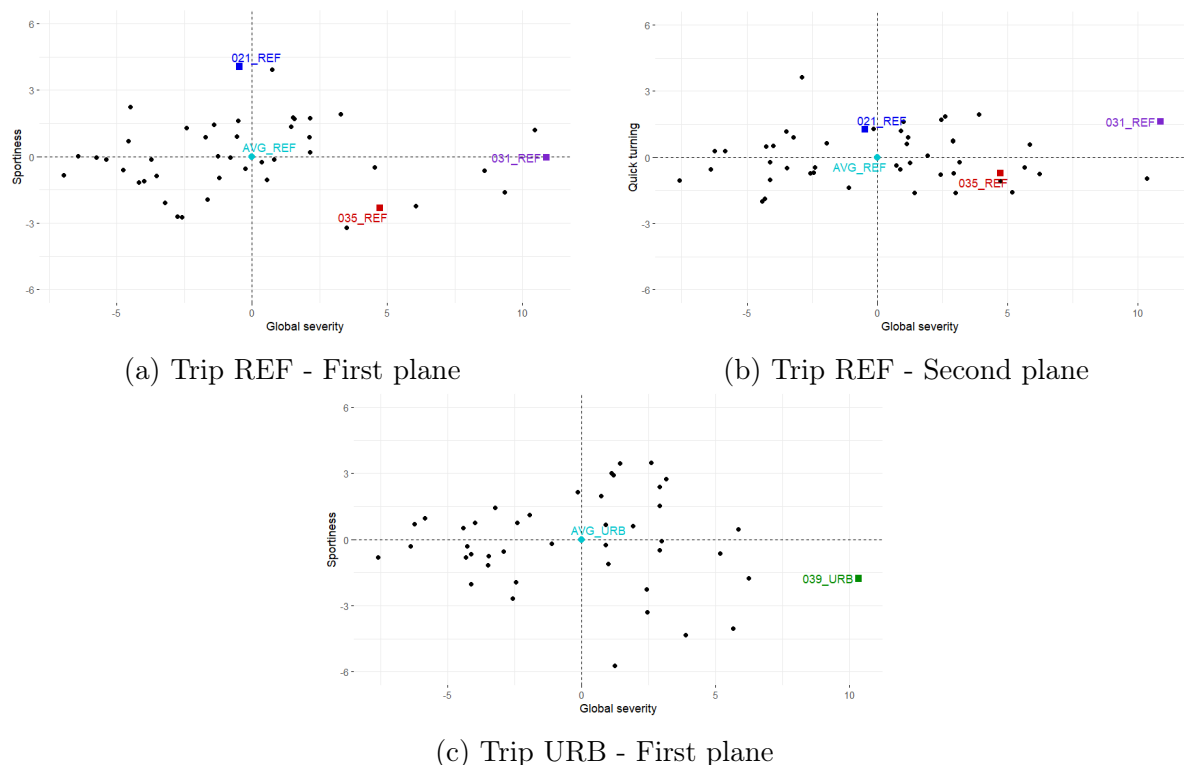 6
3
0
-3
-6
Sportiness
021_REF
AVG_REF
031_REF
035_REF
-5
0
5
10
Global severity
(a) Trip REF - First plane
6
3
0
-3
-6
Quick turning
031_REF
021_REF
AVG_REF
035_REF
-5
0
5
10
Global severity
(b) Trip REF - Second plane
6
3
0
-3
-6
Sportiness
AVG_URB
039_URB
-5
0
5
10
Global severity
(c) Trip URB - First plane